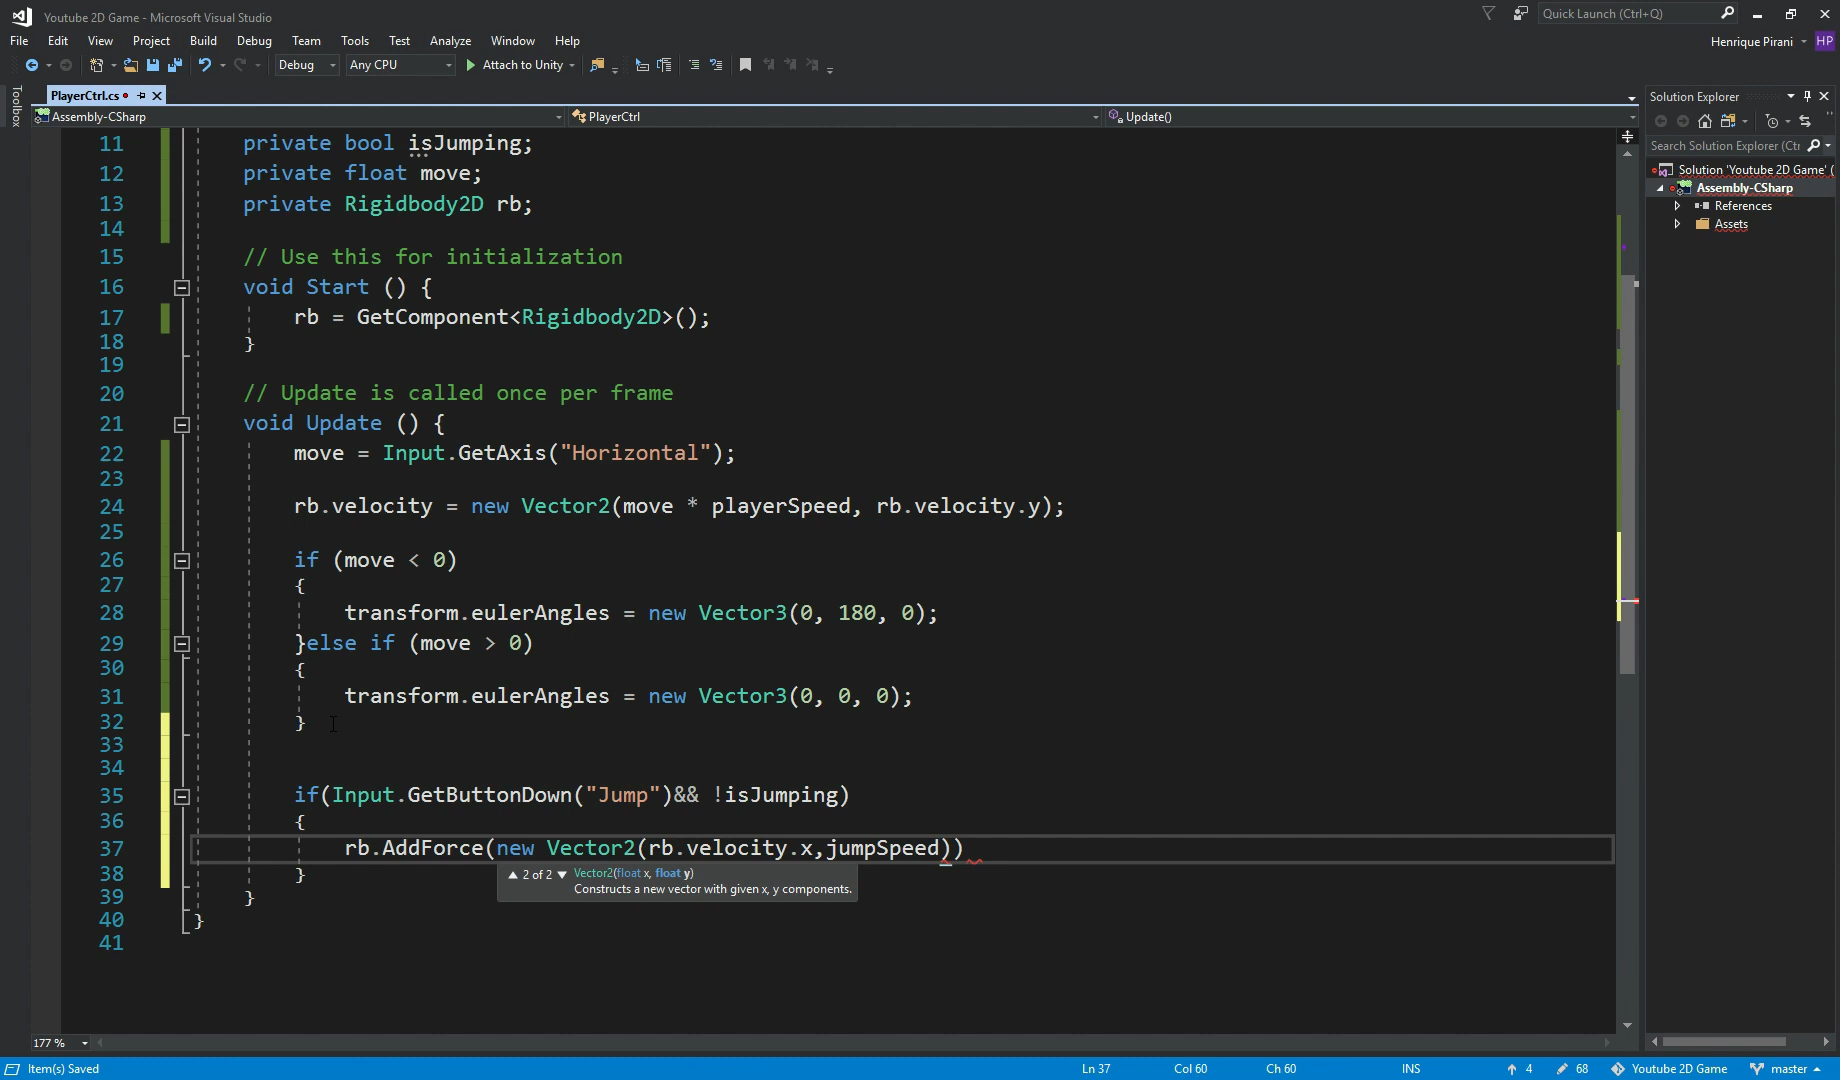 Youtube 2D Game - Microsoft Visual Studio
Quick Launch (Ctrl+Q)
File Edit View Project Build Debug Team Tools Test Analyze Window Help
Henrique Pirani HP
Debug Any CPU Attach to Unity
Toolbox
PlayerCtrl.cs
Assembly-CSharp PlayerCtrl Update()
11 private bool isJumping;
12 private float move;
13 private Rigidbody2D rb;
14
15 // Use this for initialization
16 void Start () {
17 rb = GetComponent<Rigidbody2D>();
18 }
19
20 // Update is called once per frame
21 void Update () {
22 move = Input.GetAxis("Horizontal");
23
24 rb.velocity = new Vector2(move * playerSpeed, rb.velocity.y);
25
26 if (move < 0)
27 {
28 transform.eulerAngles = new Vector3(0, 180, 0);
29 }else if (move > 0)
30 {
31 transform.eulerAngles = new Vector3(0, 0, 0);
32 }
33
34
35 if(Input.GetButtonDown("Jump")&& !isJumping)
36 {
37 rb.AddForce(new Vector2(rb.velocity.x,jumpSpeed))
38 }
▲ 2 of 2 ▼ Vector2(float x, float y)
Constructs a new vector with given x, y components.
39 }
40 }
41
177 %
Solution Explorer
Search Solution Explorer (Ctr
Solution 'Youtube 2D Game' (
Assembly-CSharp
References
Assets
Item(s) Saved Ln 37 Col 60 Ch 60 INS 4 68 Youtube 2D Game master